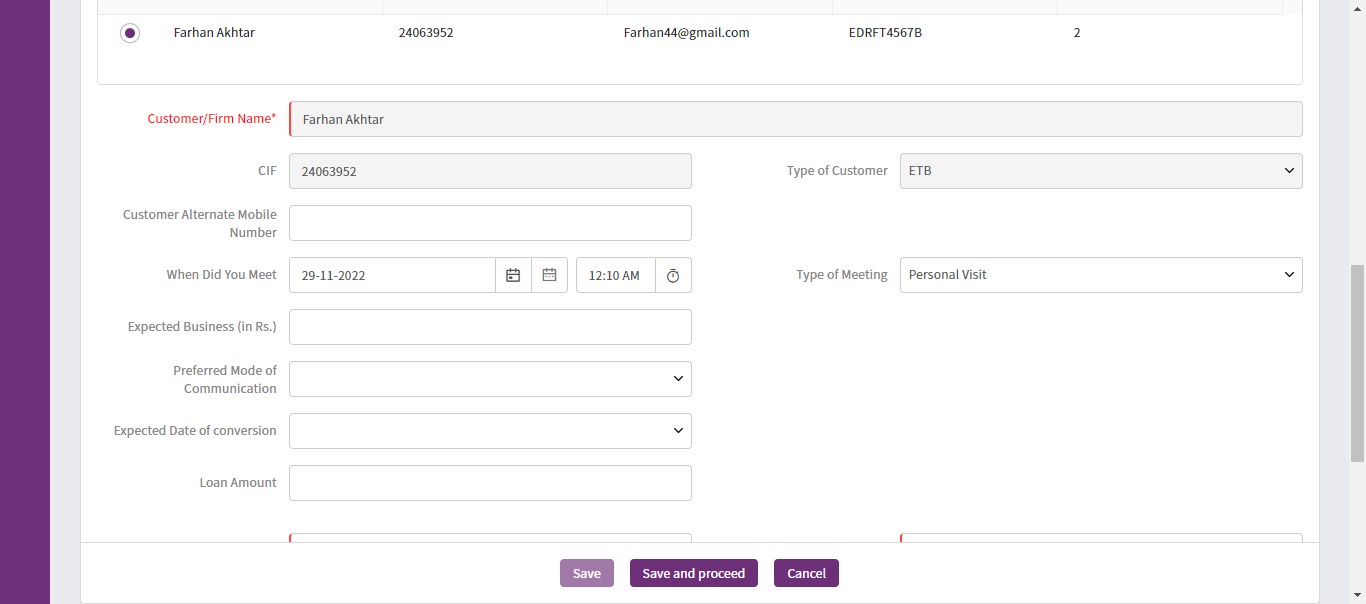 Farhan Akhtar 24063952 Farhan44@gmail.com EDRFT4567B 2
Customer/Firm Name* Farhan Akhtar
CIF 24063952 Type of Customer ETB
Customer Alternate Mobile
Number
When Did You Meet 29-11-2022 12:10 AM Type of Meeting Personal Visit
Expected Business (in Rs.)
Preferred Mode of
Communication
Expected Date of conversion
Loan Amount
Save Save and proceed Cancel